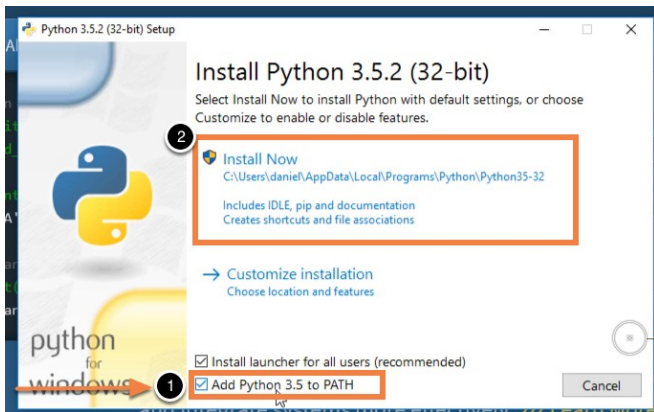 Python 3.5.2 (32-bit) Setup
Install Python 3.5.2 (32-bit)
Select Install Now to install Python with default settings, or choose
Customize to enable or disable features.
2
Install Now
C:\Users\daniel\AppData\Local\Programs\Python\Python35-32
Includes IDLE, pip and documentation
Creates shortcuts and file associations
Customize installation
Choose location and features
python
for
windows
Install launcher for all users (recommended)
1
Add Python 3.5 to PATH
Cancel